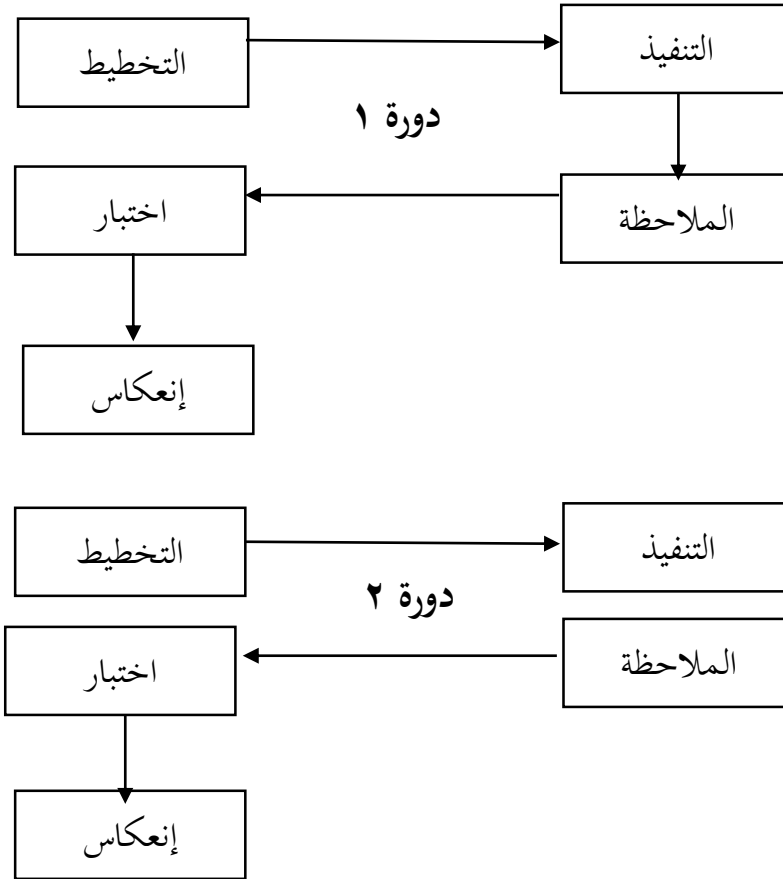 التخطيط
التنفيذ
دورة ١
اختبار
الملاحظة
إنعكاس
التخطيط
التنفيذ
دورة ٢
اختبار
الملاحظة
إنعكاس